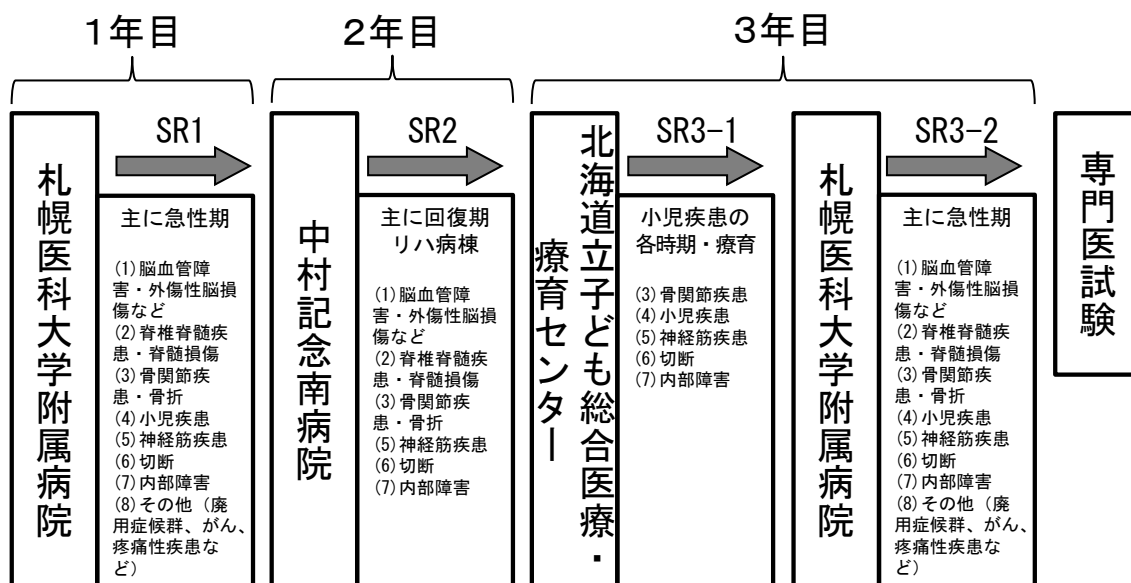 1年目
2年目
3年目
札幌医科大学附属病院
SR1
主に急性期
(1)脳血管障
害・外傷性脳損
傷など
(2)脊椎脊髄疾
患・脊髄損傷
(3)骨関節疾
患・骨折
(4)小児疾患
(5)神経筋疾患
(6)切断
(7)内部障害
(8)その他（廃
用症候群、がん、
疼痛性疾患な
ど）
中村記念南病院
SR2
主に回復期
リハ病棟
(1)脳血管障
害・外傷性脳損
傷など
(2)脊椎脊髄疾
患・脊髄損傷
(3)骨関節疾
患・骨折
(5)神経筋疾患
(6)切断
(7)内部障害
北海道立子ども総合医療・
療育センター
SR3-1
小児疾患の
各時期・療育
(3)骨関節疾患
(4)小児疾患
(5)神経筋疾患
(6)切断
(7)内部障害
札幌医科大学附属病院
SR3-2
主に急性期
(1)脳血管障
害・外傷性脳損
傷など
(2)脊椎脊髄疾
患・脊髄損傷
(3)骨関節疾
患・骨折
(4)小児疾患
(5)神経筋疾患
(6)切断
(7)内部障害
(8)その他（廃
用症候群、がん、
疼痛性疾患な
ど）
専門医試験